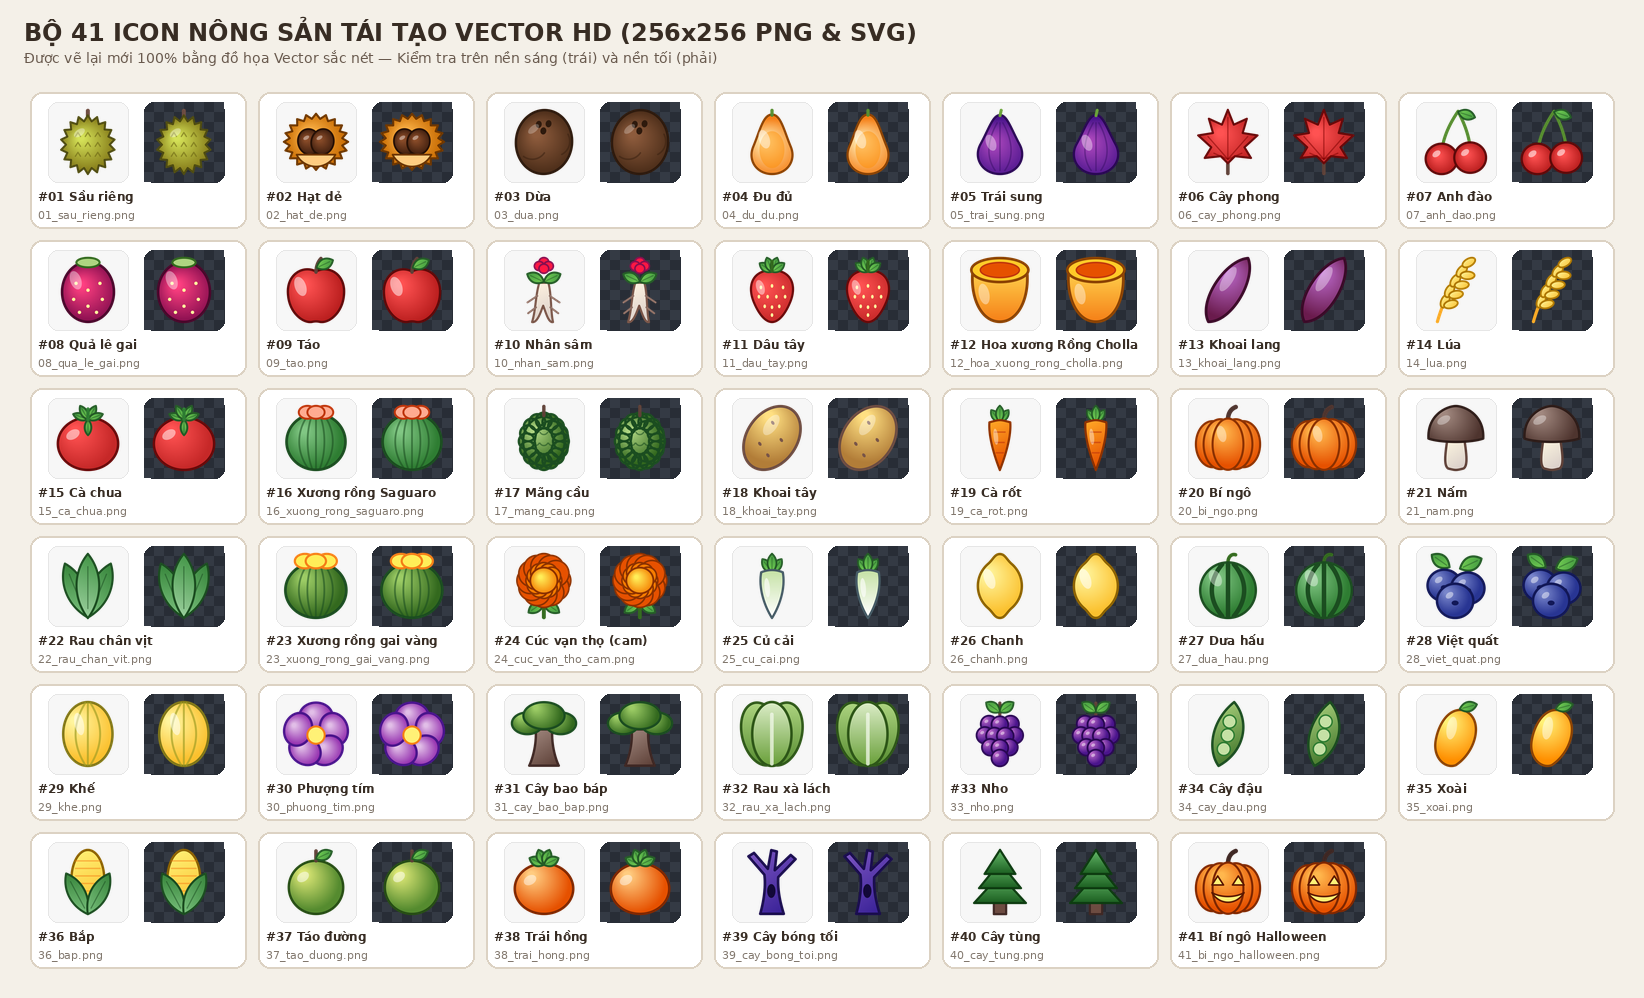 BỘ 41 ICON NÔNG SẢN TÁI TẠO VECTOR HD (256x256 PNG & SVG)
Được vẽ lại mới 100% bằng đồ họa Vector sắc nét — Kiểm tra trên nền sáng (trái) và nền tối (phải)
#01 Sầu riêng
01_sau_rieng.png
#02 Hạt dẻ
02_hat_de.png
#03 Dừa
03_dua.png
#04 Đu đủ
04_du_du.png
#05 Trái sung
05_trai_sung.png
#06 Cây phong
06_cay_phong.png
#07 Anh đào
07_anh_dao.png
#08 Quả lê gai
08_qua_le_gai.png
#09 Táo
09_tao.png
#10 Nhân sâm
10_nhan_sam.png
#11 Dâu tây
11_dau_tay.png
#12 Hoa xương Rồng Cholla
12_hoa_xuong_rong_cholla.png
#13 Khoai lang
13_khoai_lang.png
#14 Lúa
14_lua.png
#15 Cà chua
15_ca_chua.png
#16 Xương rồng Saguaro
16_xuong_rong_saguaro.png
#17 Mãng cầu
17_mang_cau.png
#18 Khoai tây
18_khoai_tay.png
#19 Cà rốt
19_ca_rot.png
#20 Bí ngô
20_bi_ngo.png
#21 Nấm
21_nam.png
#22 Rau chân vịt
22_rau_chan_vit.png
#23 Xương rồng gai vàng
23_xuong_rong_gai_vang.png
#24 Cúc vạn thọ (cam)
24_cuc_van_tho_cam.png
#25 Củ cải
25_cu_cai.png
#26 Chanh
26_chanh.png
#27 Dưa hấu
27_dua_hau.png
#28 Việt quất
28_viet_quat.png
#29 Khế
29_khe.png
#30 Phượng tím
30_phuong_tim.png
#31 Cây bao báp
31_cay_bao_bap.png
#32 Rau xà lách
32_rau_xa_lach.png
#33 Nho
33_nho.png
#34 Cây đậu
34_cay_dau.png
#35 Xoài
35_xoai.png
#36 Bắp
36_bap.png
#37 Táo đường
37_tao_duong.png
#38 Trái hồng
38_trai_hong.png
#39 Cây bóng tối
39_cay_bong_toi.png
#40 Cây tùng
40_cay_tung.png
#41 Bí ngô Halloween
41_bi_ngo_halloween.png